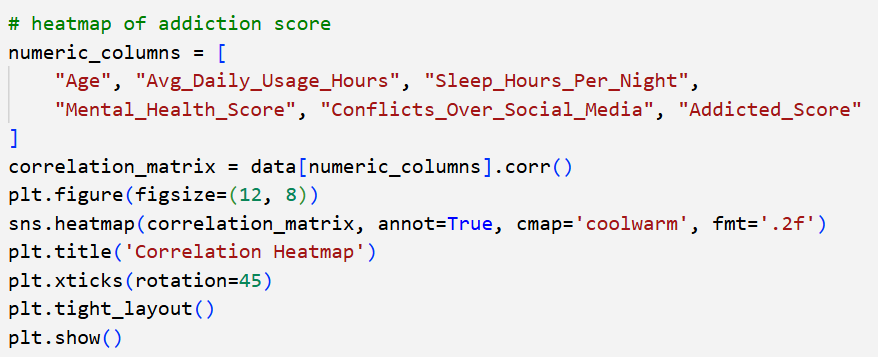 # heatmap of addiction score
numeric_columns = [
    "Age", "Avg_Daily_Usage_Hours", "Sleep_Hours_Per_Night",
    "Mental_Health_Score", "Conflicts_Over_Social_Media", "Addicted_Score"
]
correlation_matrix = data[numeric_columns].corr()
plt.figure(figsize=(12, 8))
sns.heatmap(correlation_matrix, annot=True, cmap='coolwarm', fmt='.2f')
plt.title('Correlation Heatmap')
plt.xticks(rotation=45)
plt.tight_layout()
plt.show()